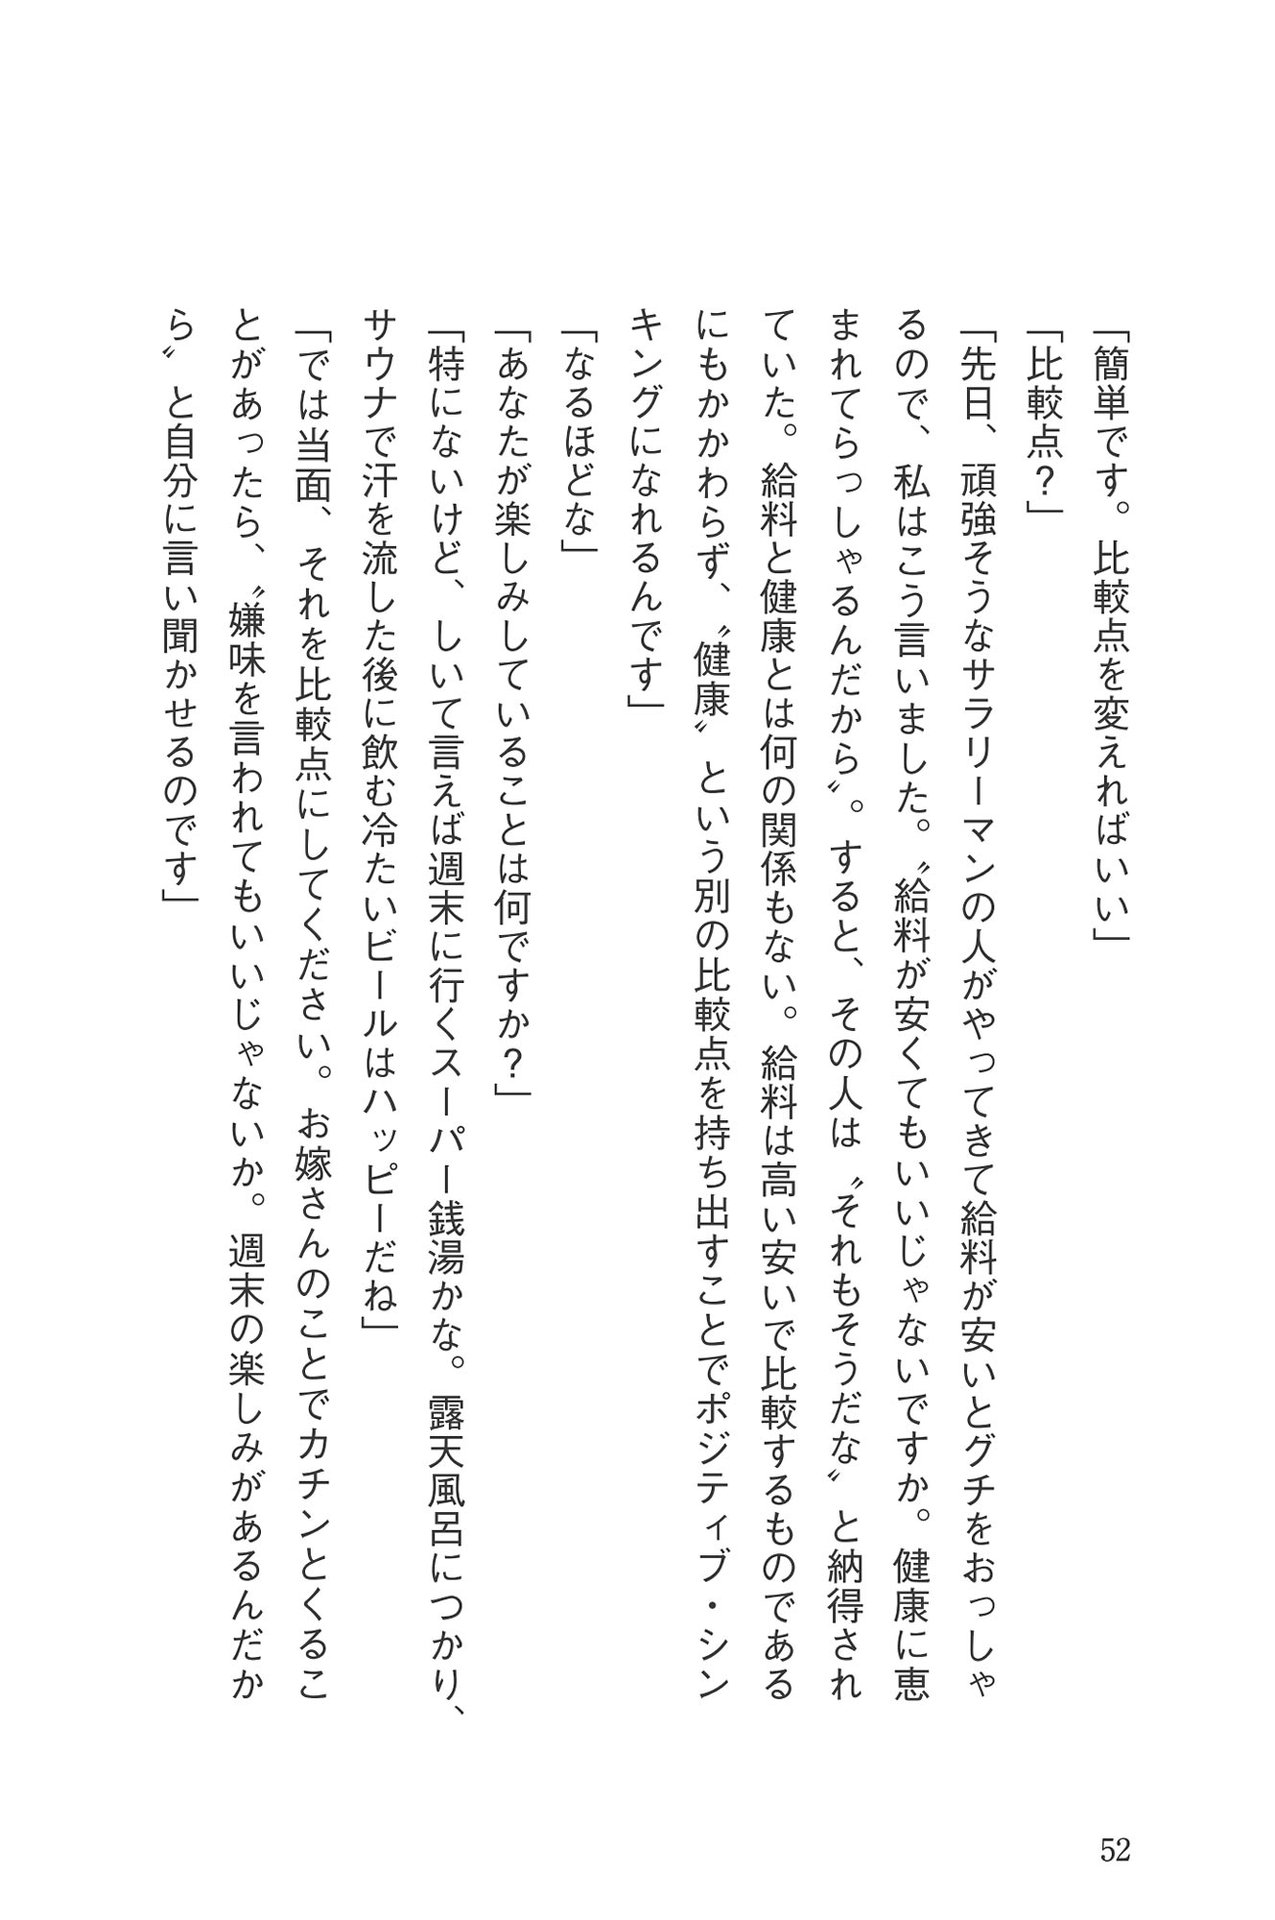 「簡単です。比較点を変えればいい」
「比較点？」
「先日、頑強そうなサラリーマンの人がやってきて給料が安いとグチをおっしゃ
るので、私はこう言いました。〝給料が安くてもいいじゃないですか。健康に恵
まれてらっしゃるんだから〟。すると、その人は〝それもそうだな〟と納得され
ていた。給料と健康とは何の関係もない。給料は高い安いで比較するものである
にもかかわらず、〝健康〟という別の比較点を持ち出すことでポジティブ・シン
キングになれるんです」
「なるほどな」
「あなたが楽しみしていることは何ですか？」
「特にないけど、しいて言えば週末に行くスーパー銭湯かな。露天風呂につかり、
サウナで汗を流した後に飲む冷たいビールはハッピーだね」
「では当面、それを比較点にしてください。お嫁さんのことでカチンとくるこ
とがあったら、〝嫌味を言われてもいいじゃないか。週末の楽しみがあるんだか
ら〟と自分に言い聞かせるのです」
52